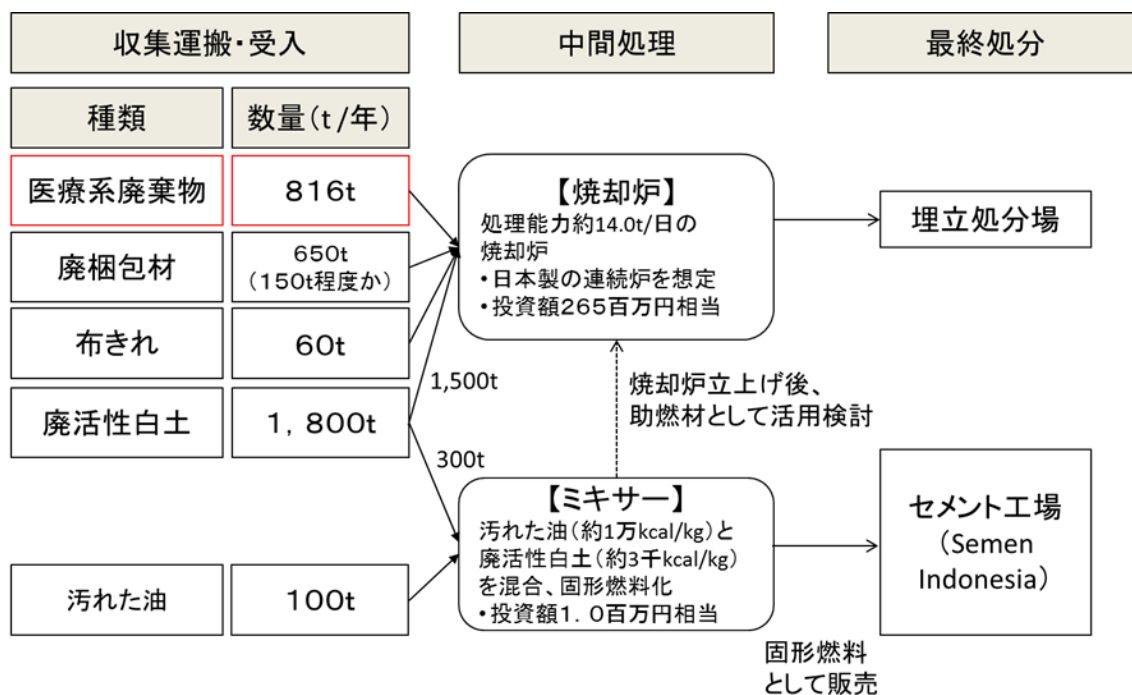 収集運搬・受入
中間処理
最終処分
種類
数量(t/年)
医療系廃棄物
816t
廃梱包材
650t
(150t程度か)
布きれ
60t
廃活性白土
1,800t
汚れた油
100t
1,500t
300t
【焼却炉】
処理能力約14.0t/日の
焼却炉
・日本製の連続炉を想定
・投資額265百万円相当
焼却炉立上げ後、
助燃材として活用検討
【ミキサー】
汚れた油(約1万kcal/kg)と
廃活性白土(約3千kcal/kg)
を混合、固形燃料化
・投資額1.0百万円相当
埋立処分場
セメント工場
(Semen
Indonesia)
固形燃料
として販売